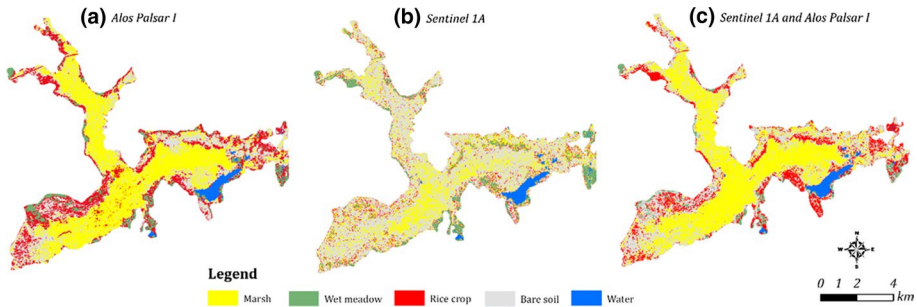 (a) Alos Palsar I
(b) Sentinel 1A
(c) Sentinel 1A and Alos Palsar I
N
W E
S
Legend
Marsh Wet meadow Rice crop Bare soil Water
0 1 2 4
km